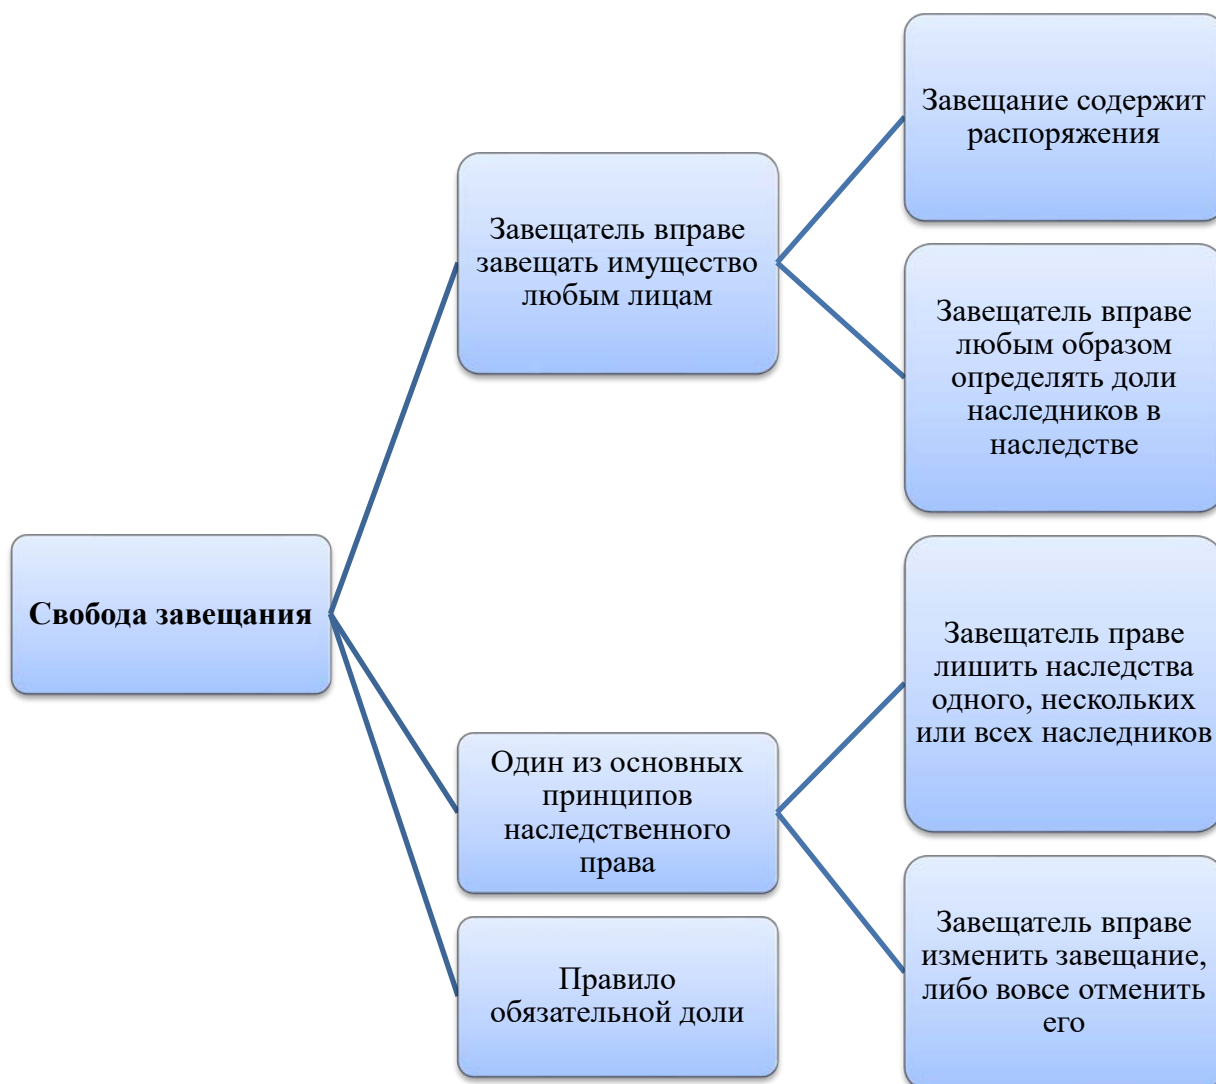 Свобода завещания
Завещатель вправе
завещать имущество
любым лицам
Завещание содержит
распоряжения
Завещатель вправе
любым образом
определять доли
наследников в
наследстве
Один из основных
принципов
наследственного
права
Завещатель праве
лишить наследства
одного, нескольких
или всех наследников
Завещатель вправе
изменить завещание,
либо вовсе отменить
его
Правило
обязательной доли